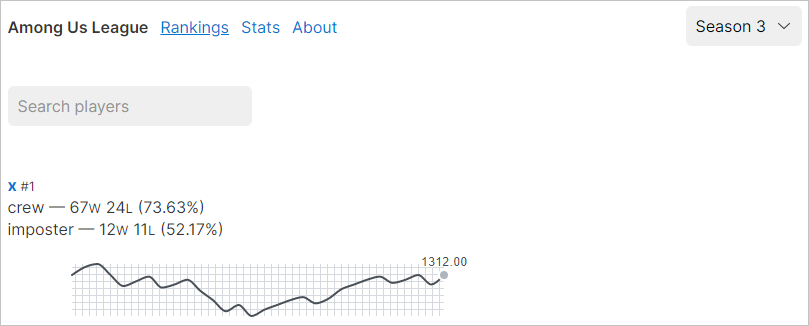 Among Us League Rankings Stats About Season 3
Search players
x #1
crew — 67W 24L (73.63%)
imposter — 12W 11L (52.17%)
1312.00